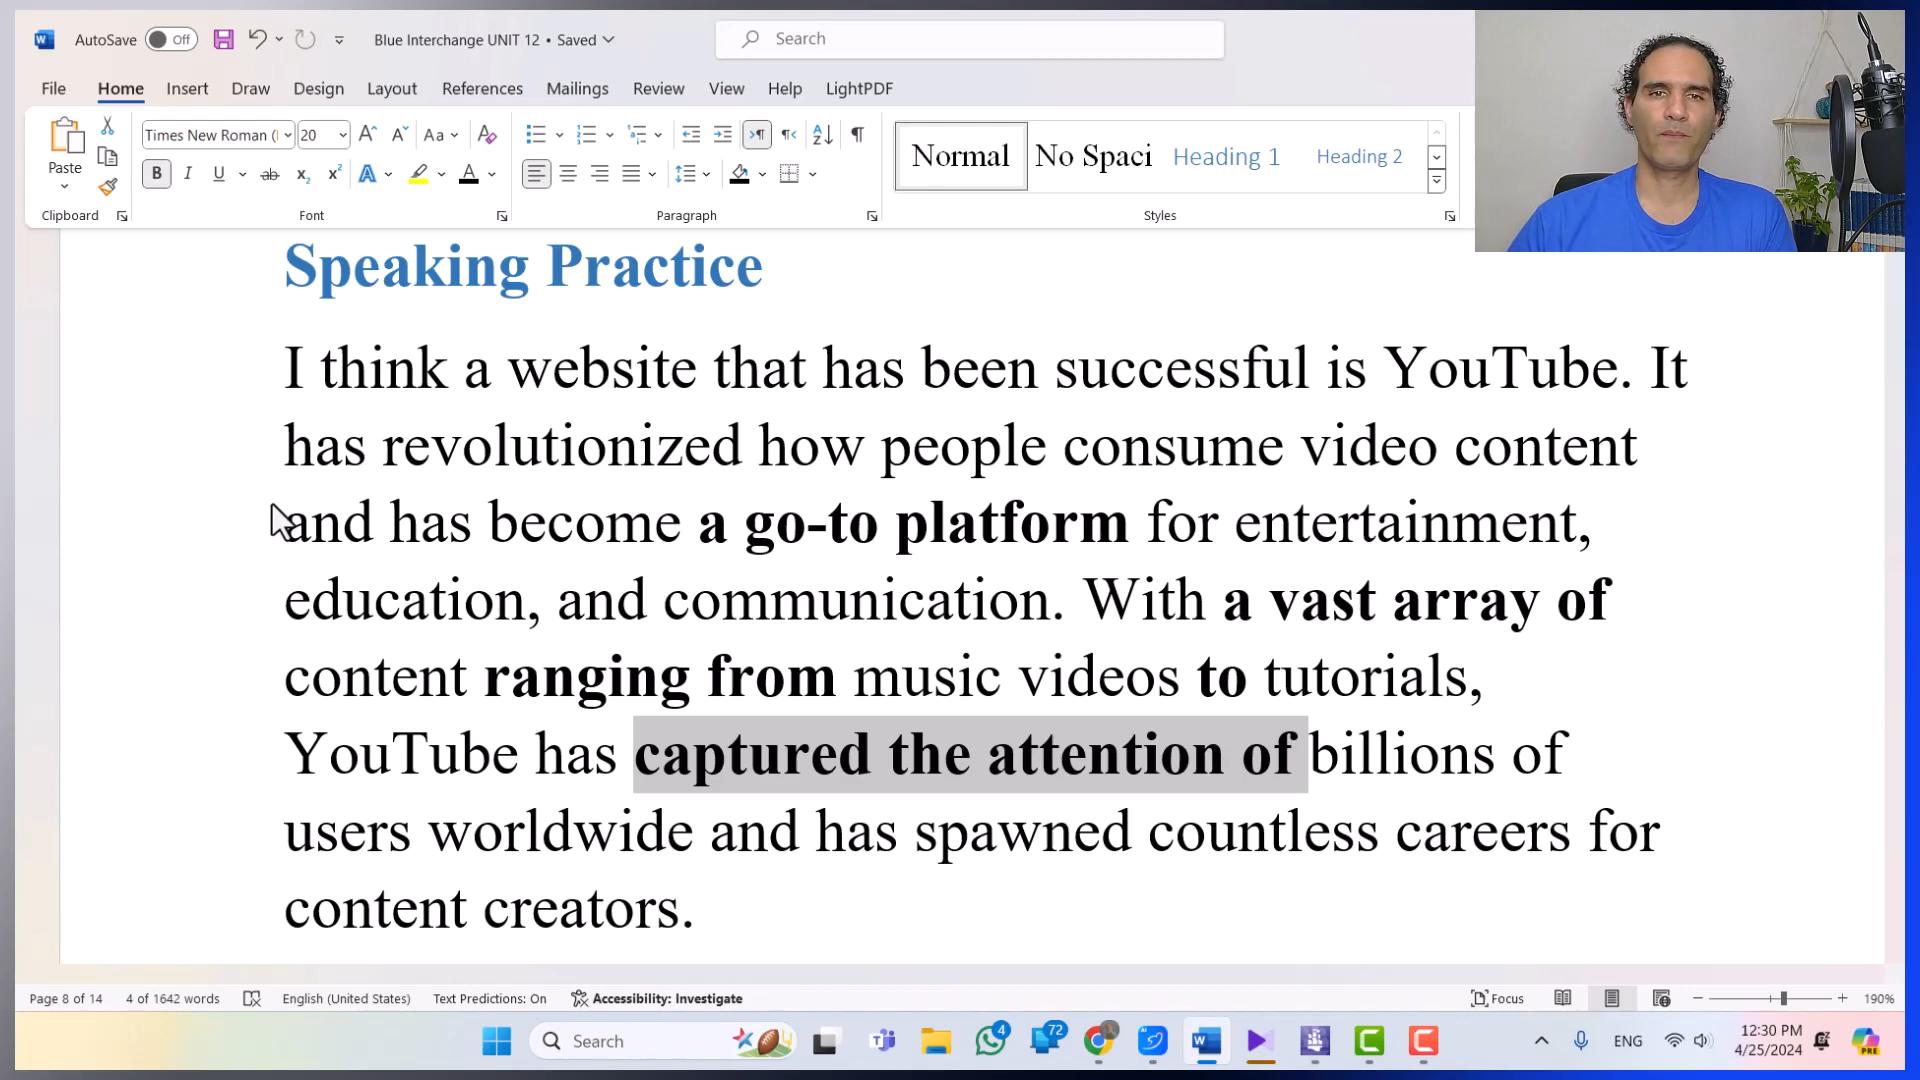 AutoSave Off Blue Interchange UNIT 12 • Saved Search
File Home Insert Draw Design Layout References Mailings Review View Help LightPDF
Paste Times New Roman ( 20 Aa
B I U ab x₂ x² A A
Normal No Spaci Heading 1 Heading 2
Clipboard Font Paragraph Styles
Speaking Practice
I think a website that has been successful is YouTube. It
has revolutionized how people consume video content
and has become a go-to platform for entertainment,
education, and communication. With a vast array of
content ranging from music videos to tutorials,
YouTube has captured the attention of billions of
users worldwide and has spawned countless careers for
content creators.
Page 8 of 14 4 of 1642 words English (United States) Text Predictions: On Accessibility: Investigate Focus 190%
Search 4 72 ENG 12:30 PM
4/25/2024